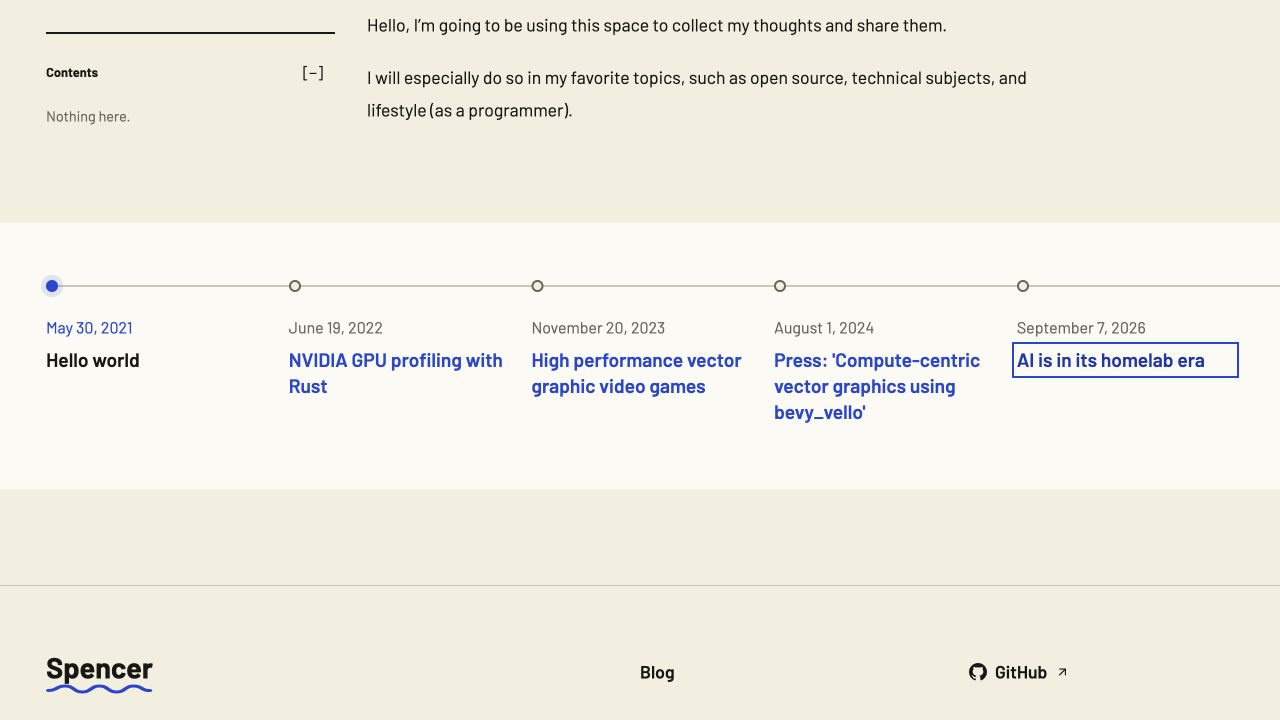 Hello, I’m going to be using this space to collect my thoughts and share them.
Contents [−]
I will especially do so in my favorite topics, such as open source, technical subjects, and
lifestyle (as a programmer).
Nothing here.
May 30, 2021
Hello world
June 19, 2022
NVIDIA GPU profiling with
Rust
November 20, 2023
High performance vector
graphic video games
August 1, 2024
Press: 'Compute-centric
vector graphics using
bevy_vello'
September 7, 2026
AI is in its homelab era
Spencer
Blog
GitHub